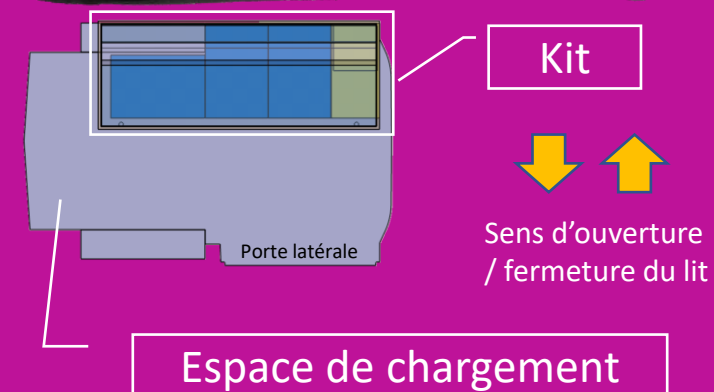 Kit
Sens d’ouverture
/ fermeture du lit
Porte latérale
Espace de chargement